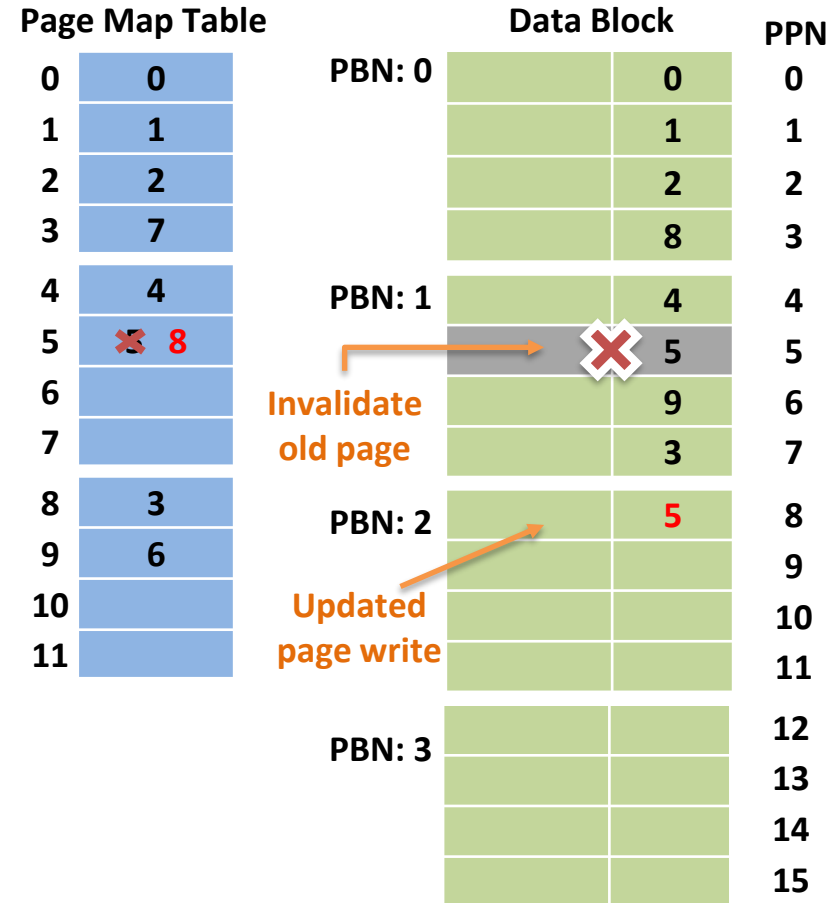 Page Map Table Data Block PPN
0 0 PBN: 0 0 0
1 1 1 1
2 2 2 2
3 7 8 3
4 4 PBN: 1 4 4
5 5 8 5 5
6 Invalidate 9 6
7 old page 3 7
8 3 PBN: 2 5 8
9 6 9
10 Updated 10
11 page write 11
PBN: 3 12
13
14
15